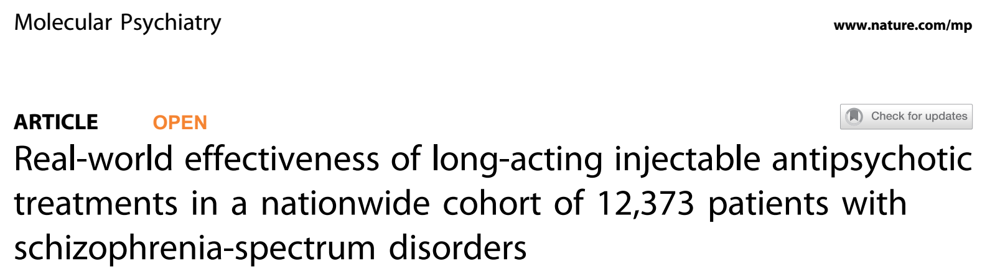 Molecular Psychiatry
www.nature.com/mp
ARTICLE OPEN
Check for updates
Real-world effectiveness of long-acting injectable antipsychotic
treatments in a nationwide cohort of 12,373 patients with
schizophrenia-spectrum disorders